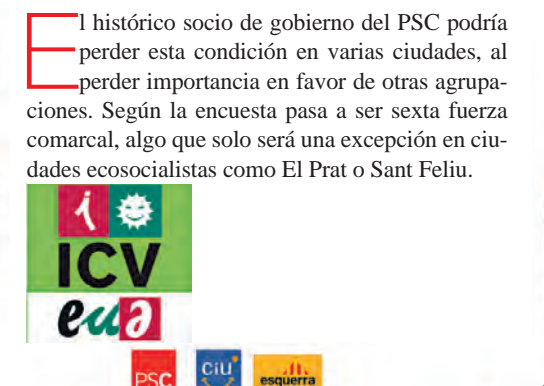 El histórico socio de gobierno del PSC podría
perder esta condición en varias ciudades, al
perder importancia en favor de otras agrupa-
ciones. Según la encuesta pasa a ser sexta fuerza
comarcal, algo que solo será una excepción en ciu-
dades ecosocialistas como El Prat o Sant Feliu.
i
ICV
eua
PSC CiU esquerra